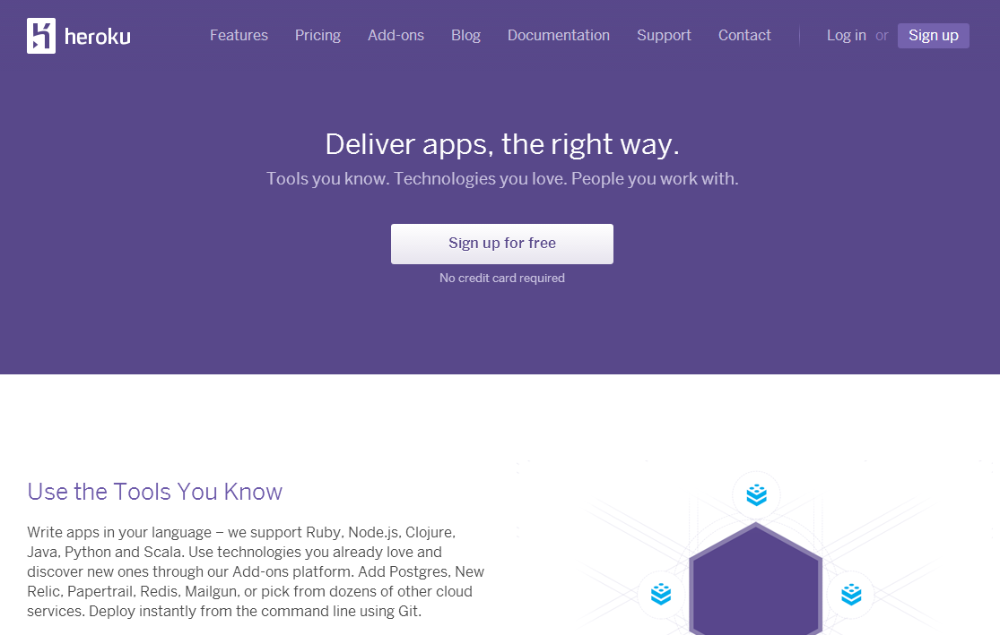 heroku
Features Pricing Add-ons Blog Documentation Support Contact Log in or Sign up
Deliver apps, the right way.
Tools you know. Technologies you love. People you work with.
Sign up for free
No credit card required
Use the Tools You Know
Write apps in your language – we support Ruby, Node.js, Clojure,
Java, Python and Scala. Use technologies you already love and
discover new ones through our Add-ons platform. Add Postgres, New
Relic, Papertrail, Redis, Mailgun, or pick from dozens of other cloud
services. Deploy instantly from the command line using Git.